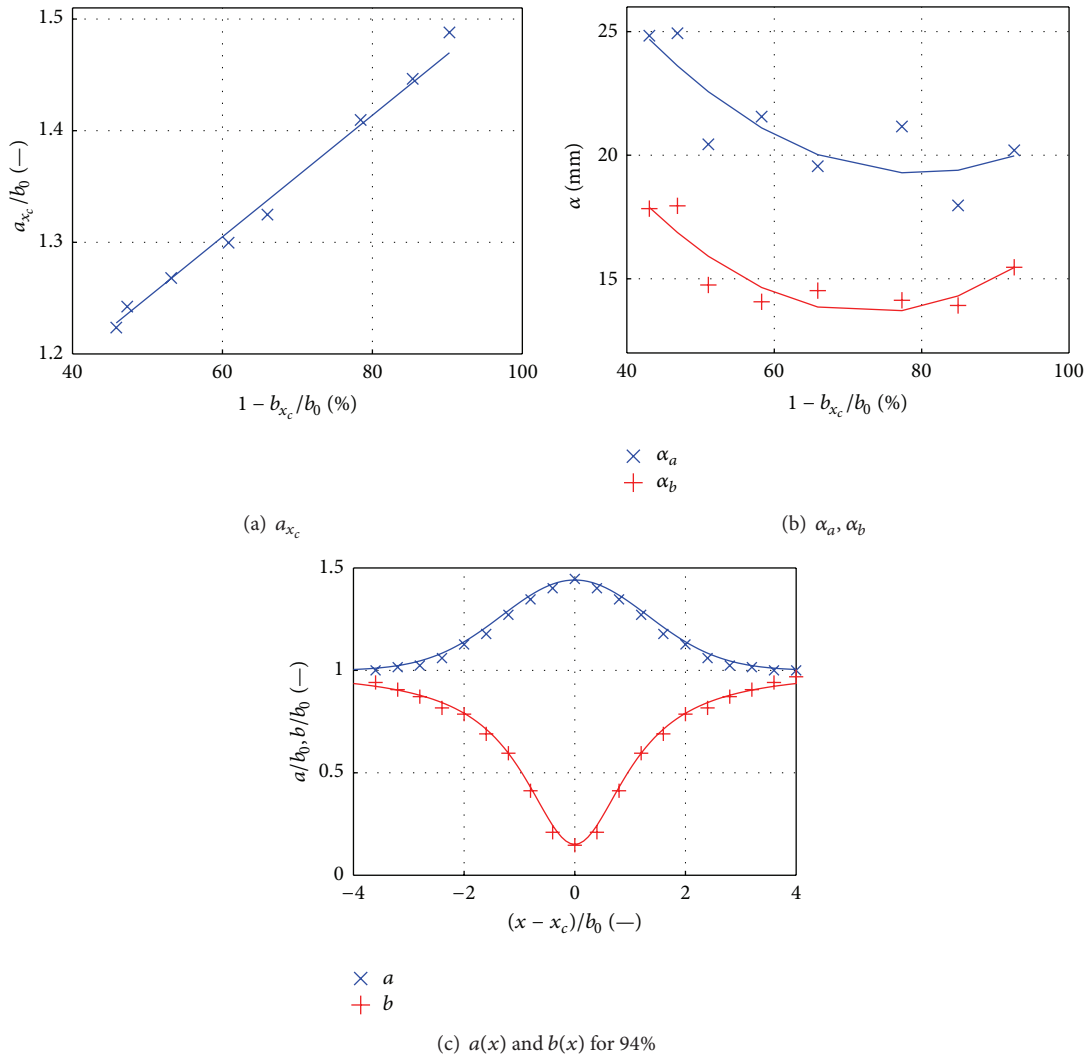 1.5
1.4
1.3
1.2
40 60 80 100
a_{x_c}/b_0 (—)
1 − b_{x_c}/b_0 (%)
(a) a_{x_c}
25
20
15
40 60 80 100
α (mm)
1 − b_{x_c}/b_0 (%)
α_a
α_b
(b) α_a, α_b
1.5
1
0.5
0
−4 −2 0 2 4
a/b_0, b/b_0 (—)
(x − x_c)/b_0 (—)
a
b
(c) a(x) and b(x) for 94%